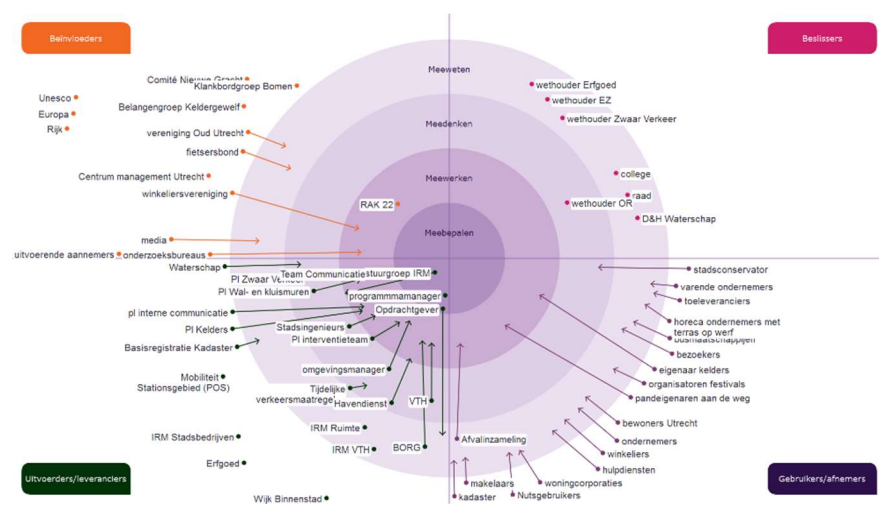 Beïnvloeders
Beslissers
Meeweten
Comité Nieuwe Gracht
Klankbordgroep Bomen
wethouder Erfgoed
Unesco
wethouder EZ
Belangengroep Keldergewelf
Europa
wethouder Zwaar Verkeer
Meedenken
Rijk
vereniging Oud Utrecht
fietsersbond
Centrum management Utrecht
college
Meewerken
winkeliersvereniging
raad
RAK 22
wethouder OR
D&H Waterschap
Meebepalen
media
uitvoerende aannemers
onderzoeksbureaus
Waterschap
Team Communicatie
stuurgroep IRM
stadsconservator
PI Zwaar Verkeer
PI Wal- en kluismuren
varende ondernemers
programmmamanager
toeleveranciers
pl interne communicatie
Opdrachtgever
horeca ondernemers met
terras op werf
PI Kelders
Stadsingenieurs
PI interventieteam
busmaatschappijen
Basisregistratie Kadaster
bezoekers
omgevingsmanager
eigenaar kelders
Mobiliteit
Stationsgebied (POS)
organisatoren festivals
Tijdelijke
verkeersmaatregel
Havendienst
VTH
pandeigenaren aan de weg
IRM Ruimte
bewoners Utrecht
IRM Stadsbedrijven
Afvalinzameling
ondernemers
IRM VTH
BORG
winkeliers
Erfgoed
hulpdiensten
Uitvoerders/leveranciers
Gebruikers/afnemers
makelaars
woningcorporaties
Wijk Binnenstad
kadaster
Nutsgebruikers